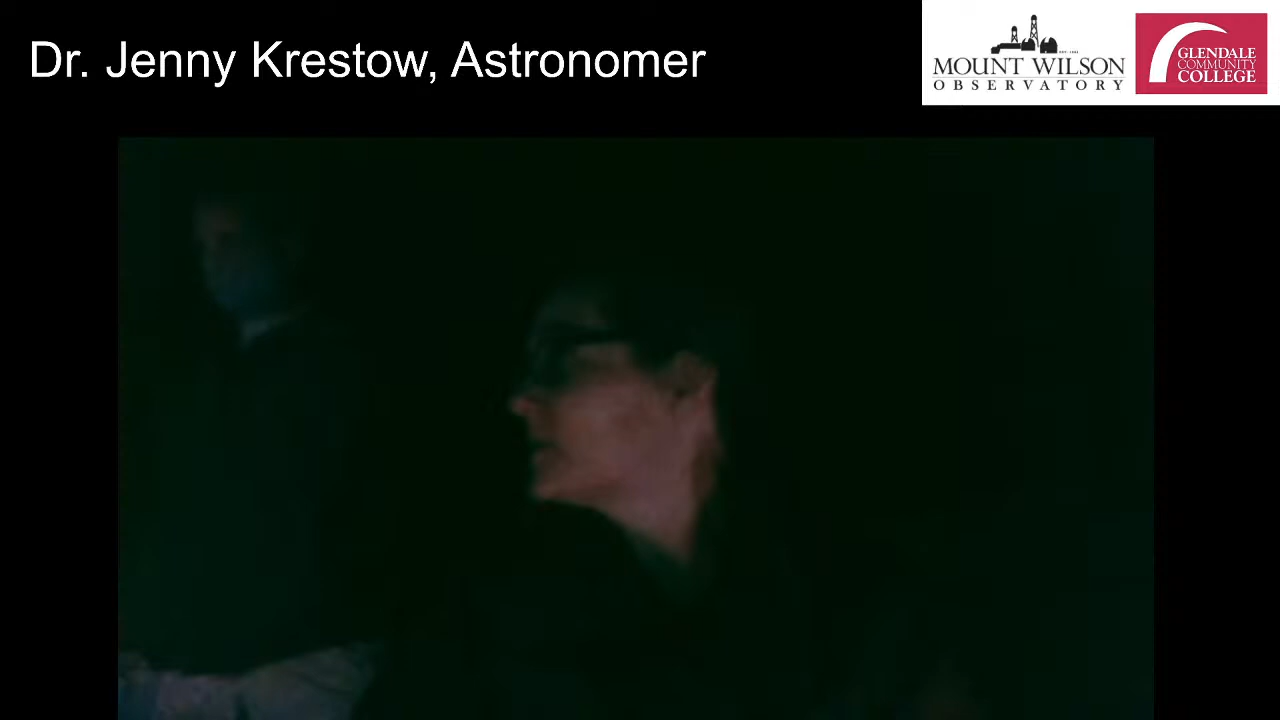 Dr. Jenny Krestow, Astronomer
MOUNT WILSON
OBSERVATORY
GLENDALE
COMMUNITY
COLLEGE